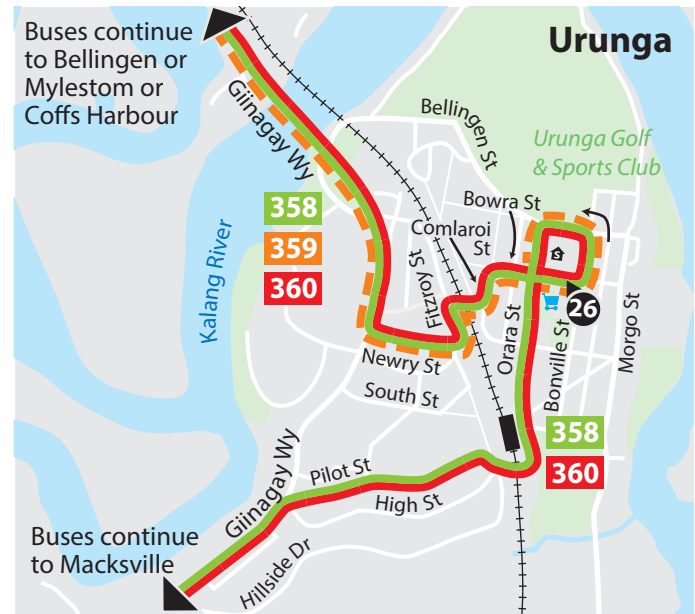 Buses continue
to Bellingen or
Mylestom or
Coffs Harbour
Urunga
Giinagay Wy
Bellingen St
Urunga Golf
& Sports Club
358
359
360
Kalang River
Bowra St
Comlaroi
St
Fitzroy St
S
26
Orara St
Bonville St
Morgo St
Newry St
South St
358
360
Giinagay Wy
Pilot St
High St
Hillside Dr
Buses continue
to Macksville